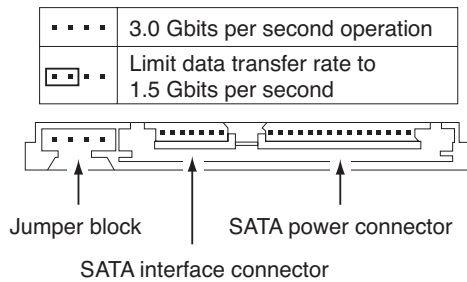 3.0 Gbits per second operation
Limit data transfer rate to
1.5 Gbits per second
Jumper block
SATA power connector
SATA interface connector